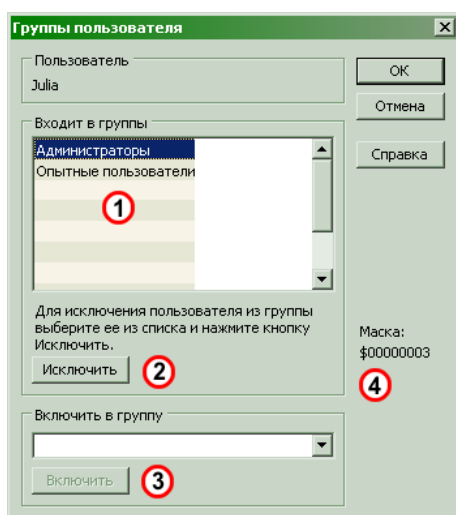 Группы пользователя
Пользователь
Julia
OK
Отмена
Справка
Входит в группы
Администраторы
Опытные пользователи
1
Для исключения пользователя из группы
выберите ее из списка и нажмите кнопку
Исключить.
Исключить
2
Маска:
$00000003
4
Включить в группу
Включить
3